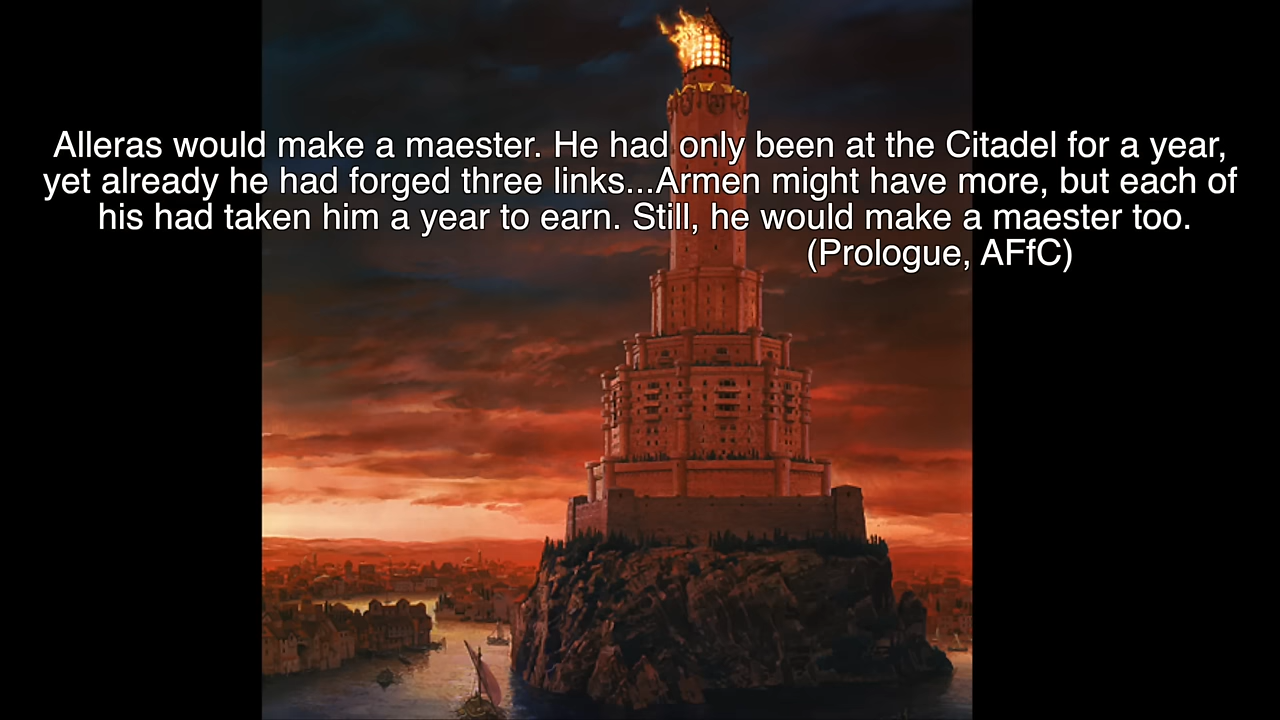 Alleras would make a maester. He had only been at the Citadel for a year,
yet already he had forged three links...Armen might have more, but each of
his had taken him a year to earn. Still, he would make a maester too.
(Prologue, AFfC)